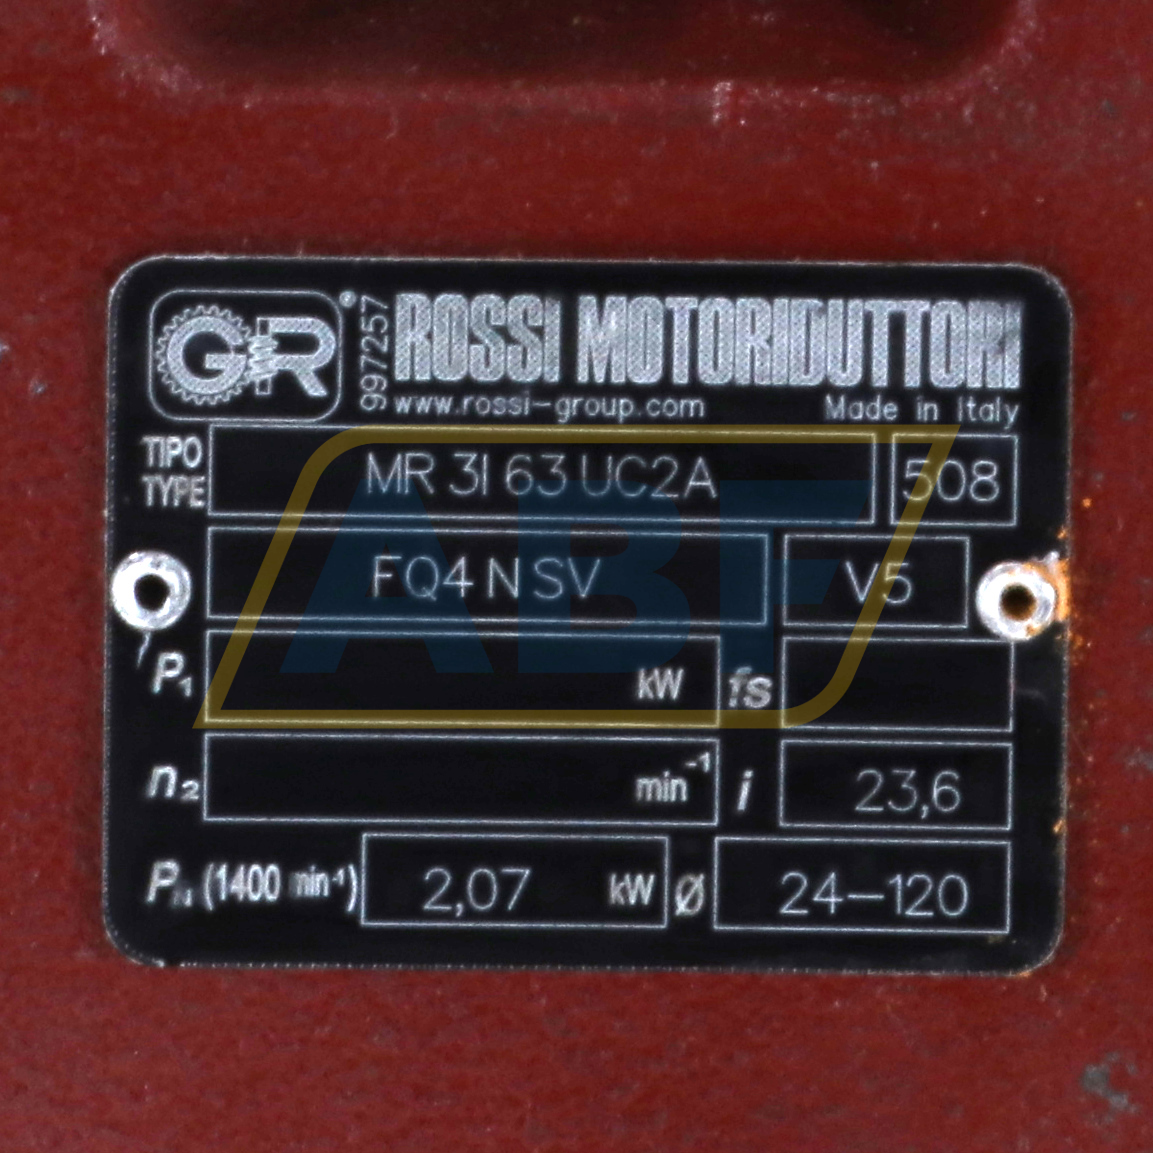 GR ® 997257 ROSSI MOTORIDUTTORI
www.rossi-group.com Made in Italy
TIPO
TYPE MR 3I 63 UC2A 508
FQ4 N SV V5
P₁ kW fs
n₂ min⁻¹ i 23,6
P_N (1400 min⁻¹) 2,07 kW Ø 24-120
ABF